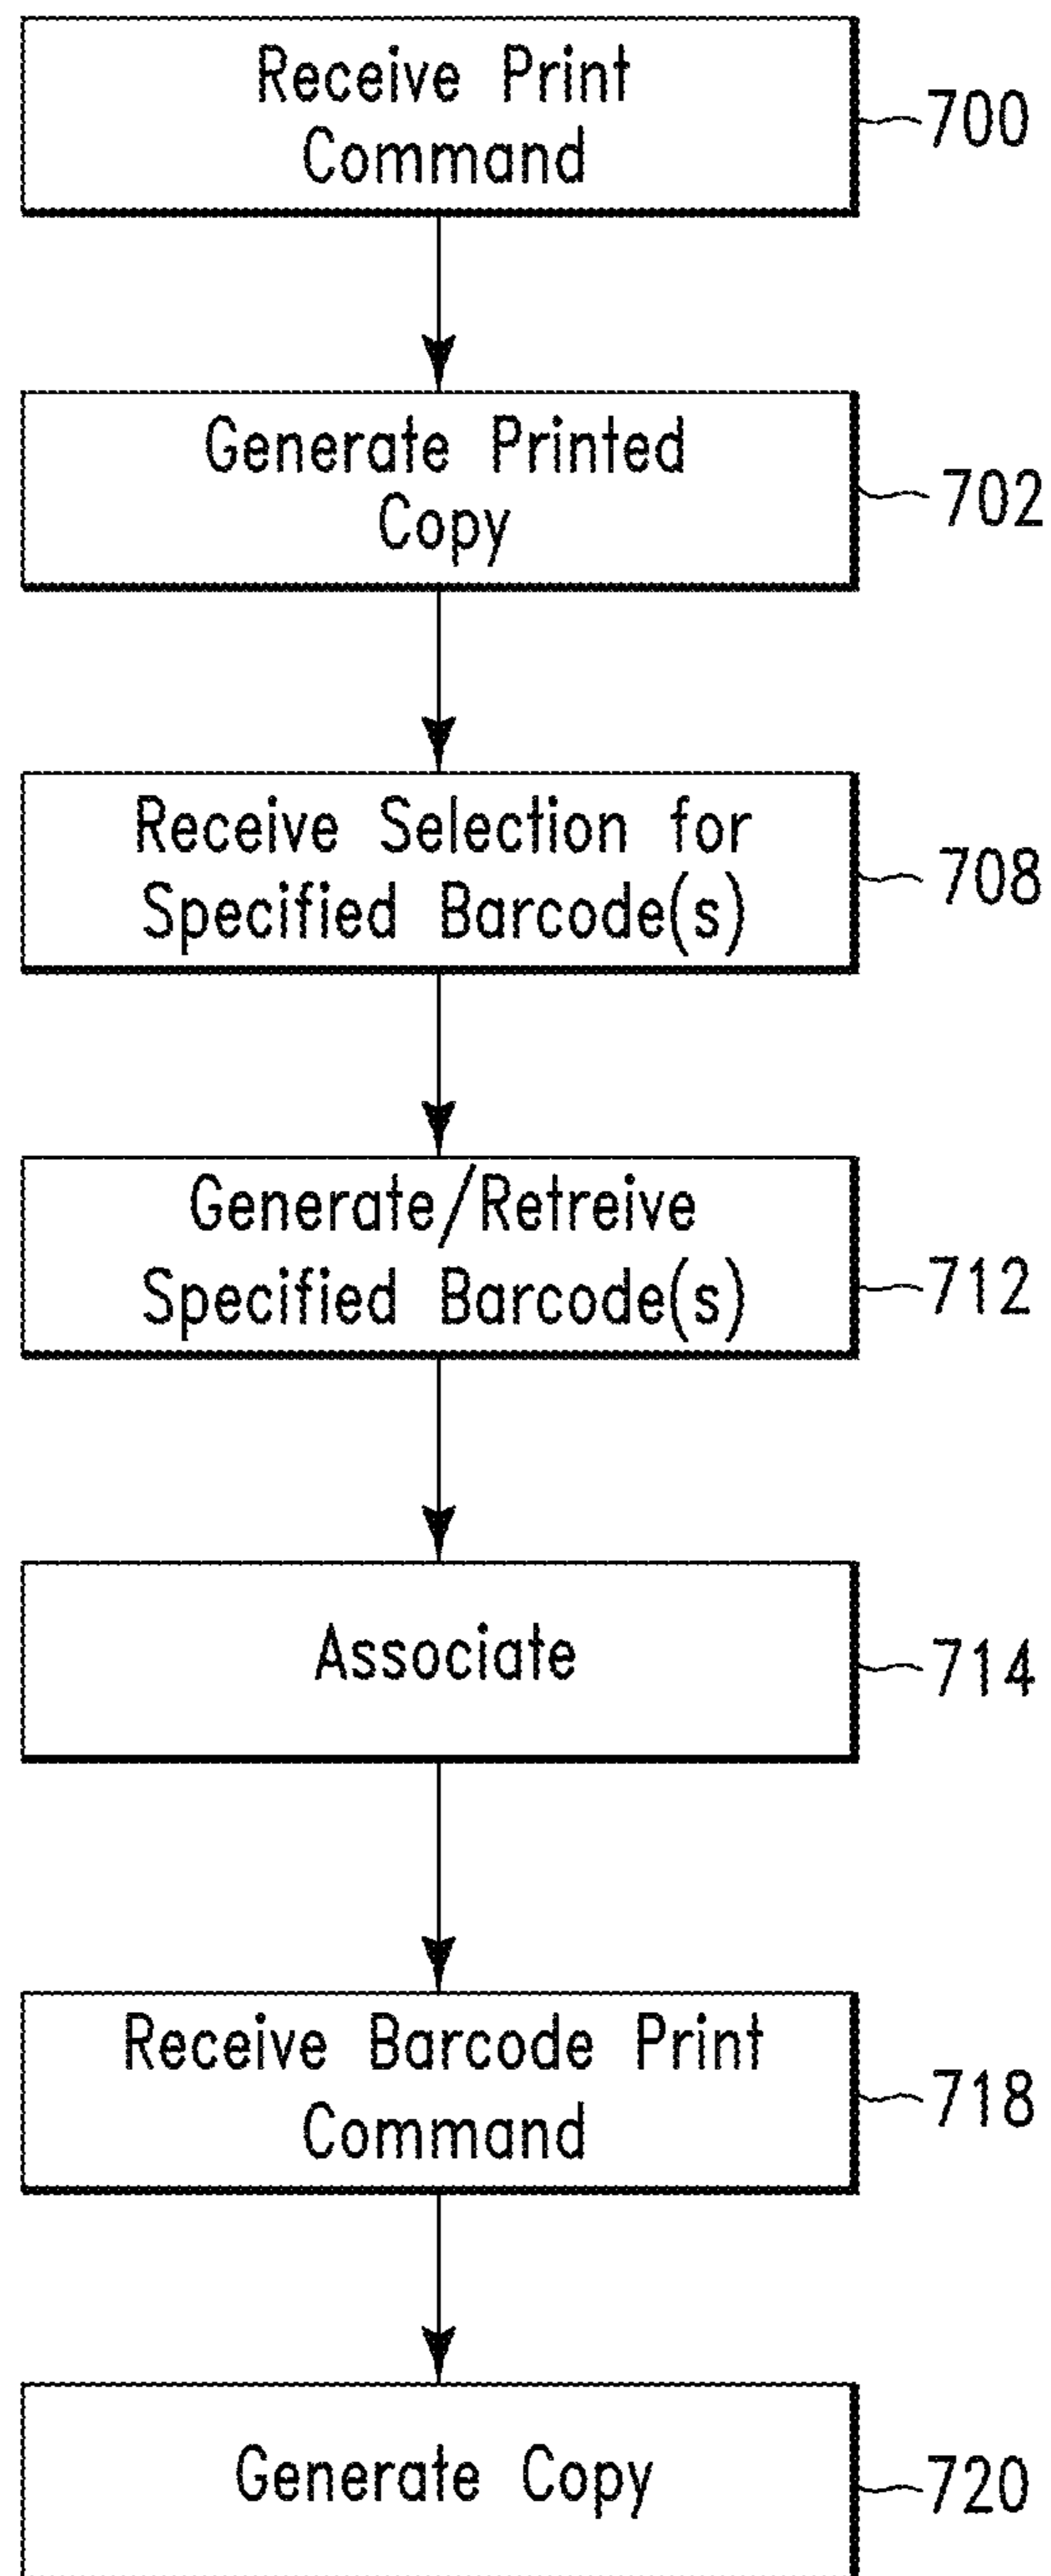 Receive Print
Command
700
Generate Printed
Copy
702
Receive Selection for
Specified Barcode(s)
708
Generate/Retreive
Specified Barcode(s)
712
Associate
714
Receive Barcode Print
Command
718
Generate Copy
720